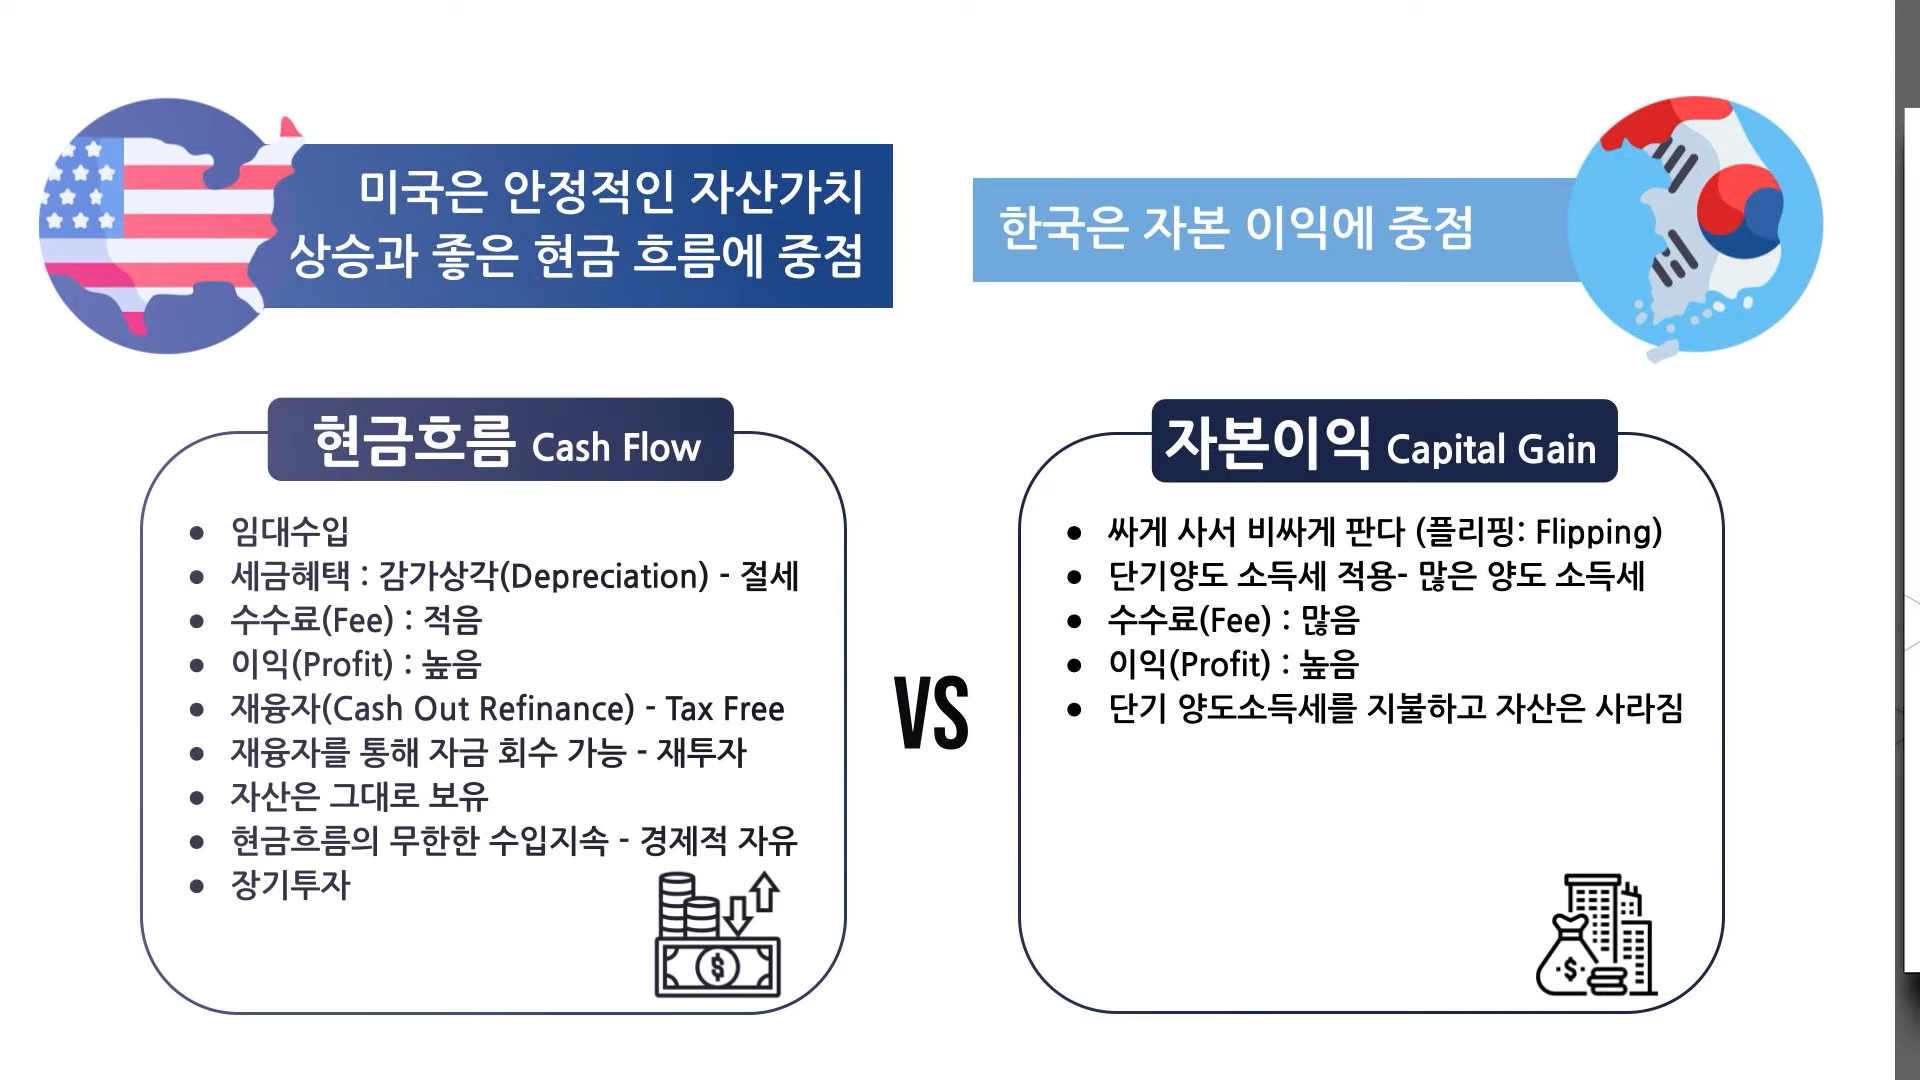 미국은 안정적인 자산가치
상승과 좋은 현금 흐름에 중점
한국은 자본 이익에 중점
현금흐름 Cash Flow
● 임대수입
● 세금혜택 : 감가상각(Depreciation) - 절세
● 수수료(Fee) : 적음
● 이익(Profit) : 높음
● 재융자(Cash Out Refinance) - Tax Free
● 재융자를 통해 자금 회수 가능 - 재투자
● 자산은 그대로 보유
● 현금흐름의 무한한 수입지속 - 경제적 자유
● 장기투자
VS
자본이익 Capital Gain
● 싸게 사서 비싸게 판다 (플리핑: Flipping)
● 단기양도 소득세 적용- 많은 양도 소득세
● 수수료(Fee) : 많음
● 이익(Profit) : 높음
● 단기 양도소득세를 지불하고 자산은 사라짐